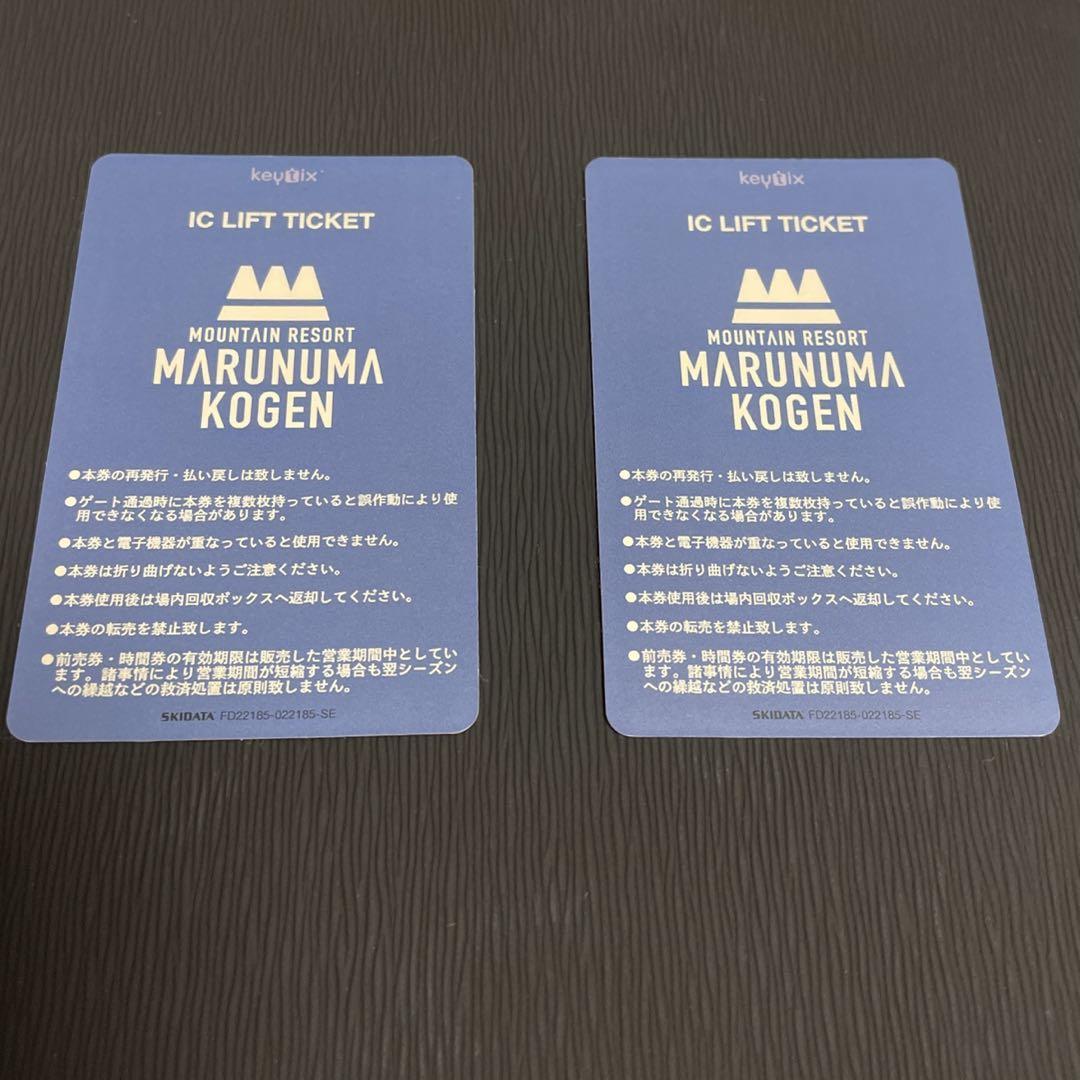 keytix
IC LIFT TICKET
MOUNTAIN RESORT
MARUNUMA
KOGEN
●本券の再発行・払い戻しは致しません。
●ゲート通過時に本券を複数枚持っていると誤作動により使
用できなくなる場合があります。
●本券と電子機器が重なっていると使用できません。
●本券は折り曲げないようご注意ください。
●本券使用後は場内回収ボックスへ返却してください。
●本券の転売を禁止致します。
●前売券・時間券の有効期限は販売した営業期間中としてい
ます。諸事情により営業期間が短縮する場合も翌シーズン
への繰越などの救済処置は原則致しません。
SKIDATA FD22185-022185-SE
keytix
IC LIFT TICKET
MOUNTAIN RESORT
MARUNUMA
KOGEN
●本券の再発行・払い戻しは致しません。
●ゲート通過時に本券を複数枚持っていると誤作動により使
用できなくなる場合があります。
●本券と電子機器が重なっていると使用できません。
●本券は折り曲げないようご注意ください。
●本券使用後は場内回収ボックスへ返却してください。
●本券の転売を禁止致します。
●前売券・時間券の有効期限は販売した営業期間中としてい
ます。諸事情により営業期間が短縮する場合も翌シーズン
への繰越などの救済処置は原則致しません。
SKIDATA FD22185-022185-SE